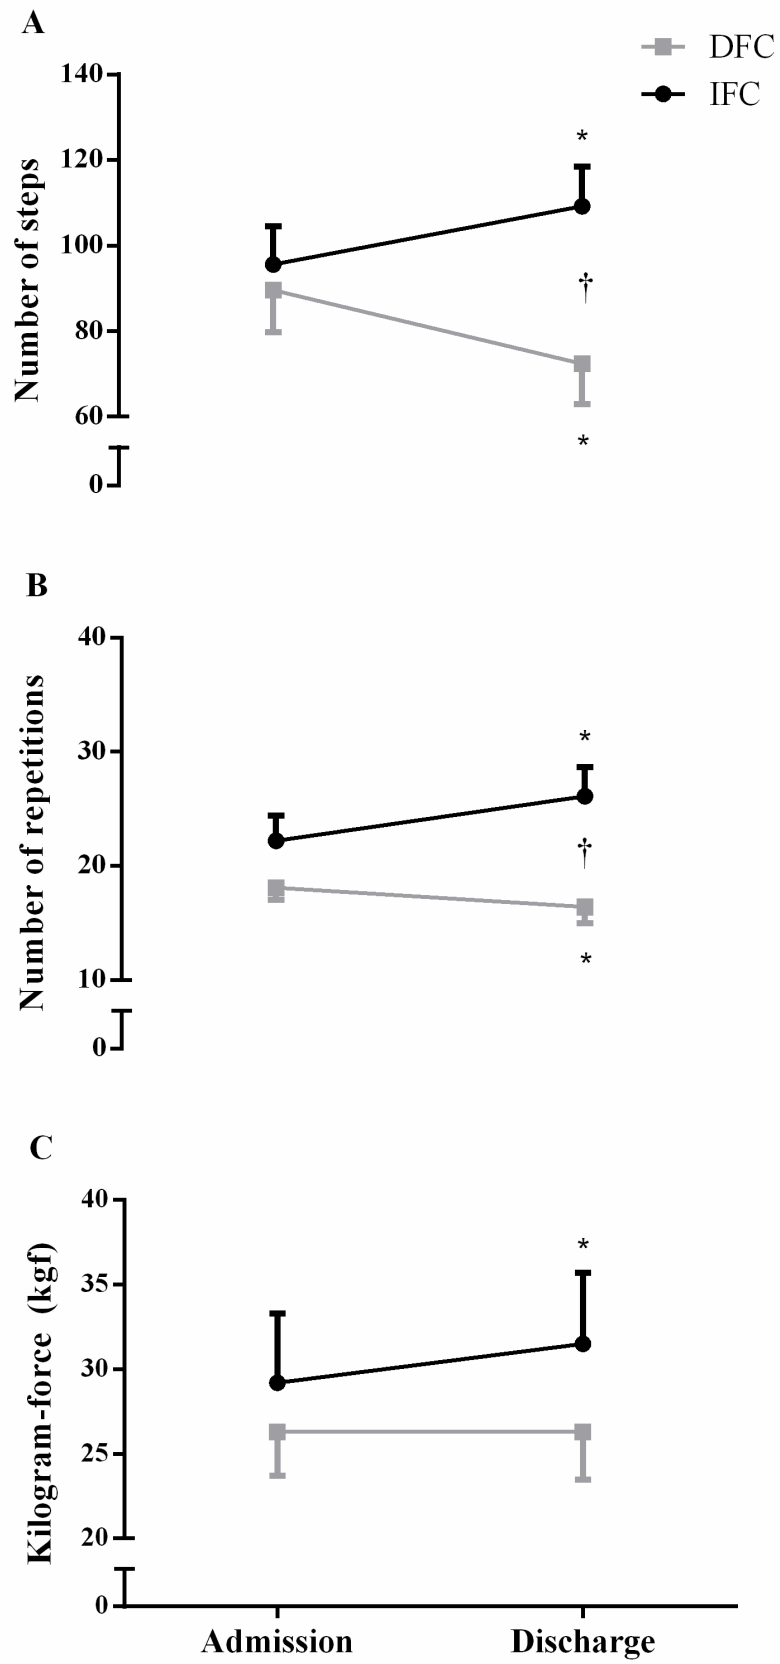 A
DFC
IFC
140
120
100
80
60
0
Number of steps
*
†
*
B
40
30
20
10
0
Number of repetitions
*
†
*
C
40
35
30
25
20
0
Kilogram-force (kgf)
*
Admission Discharge